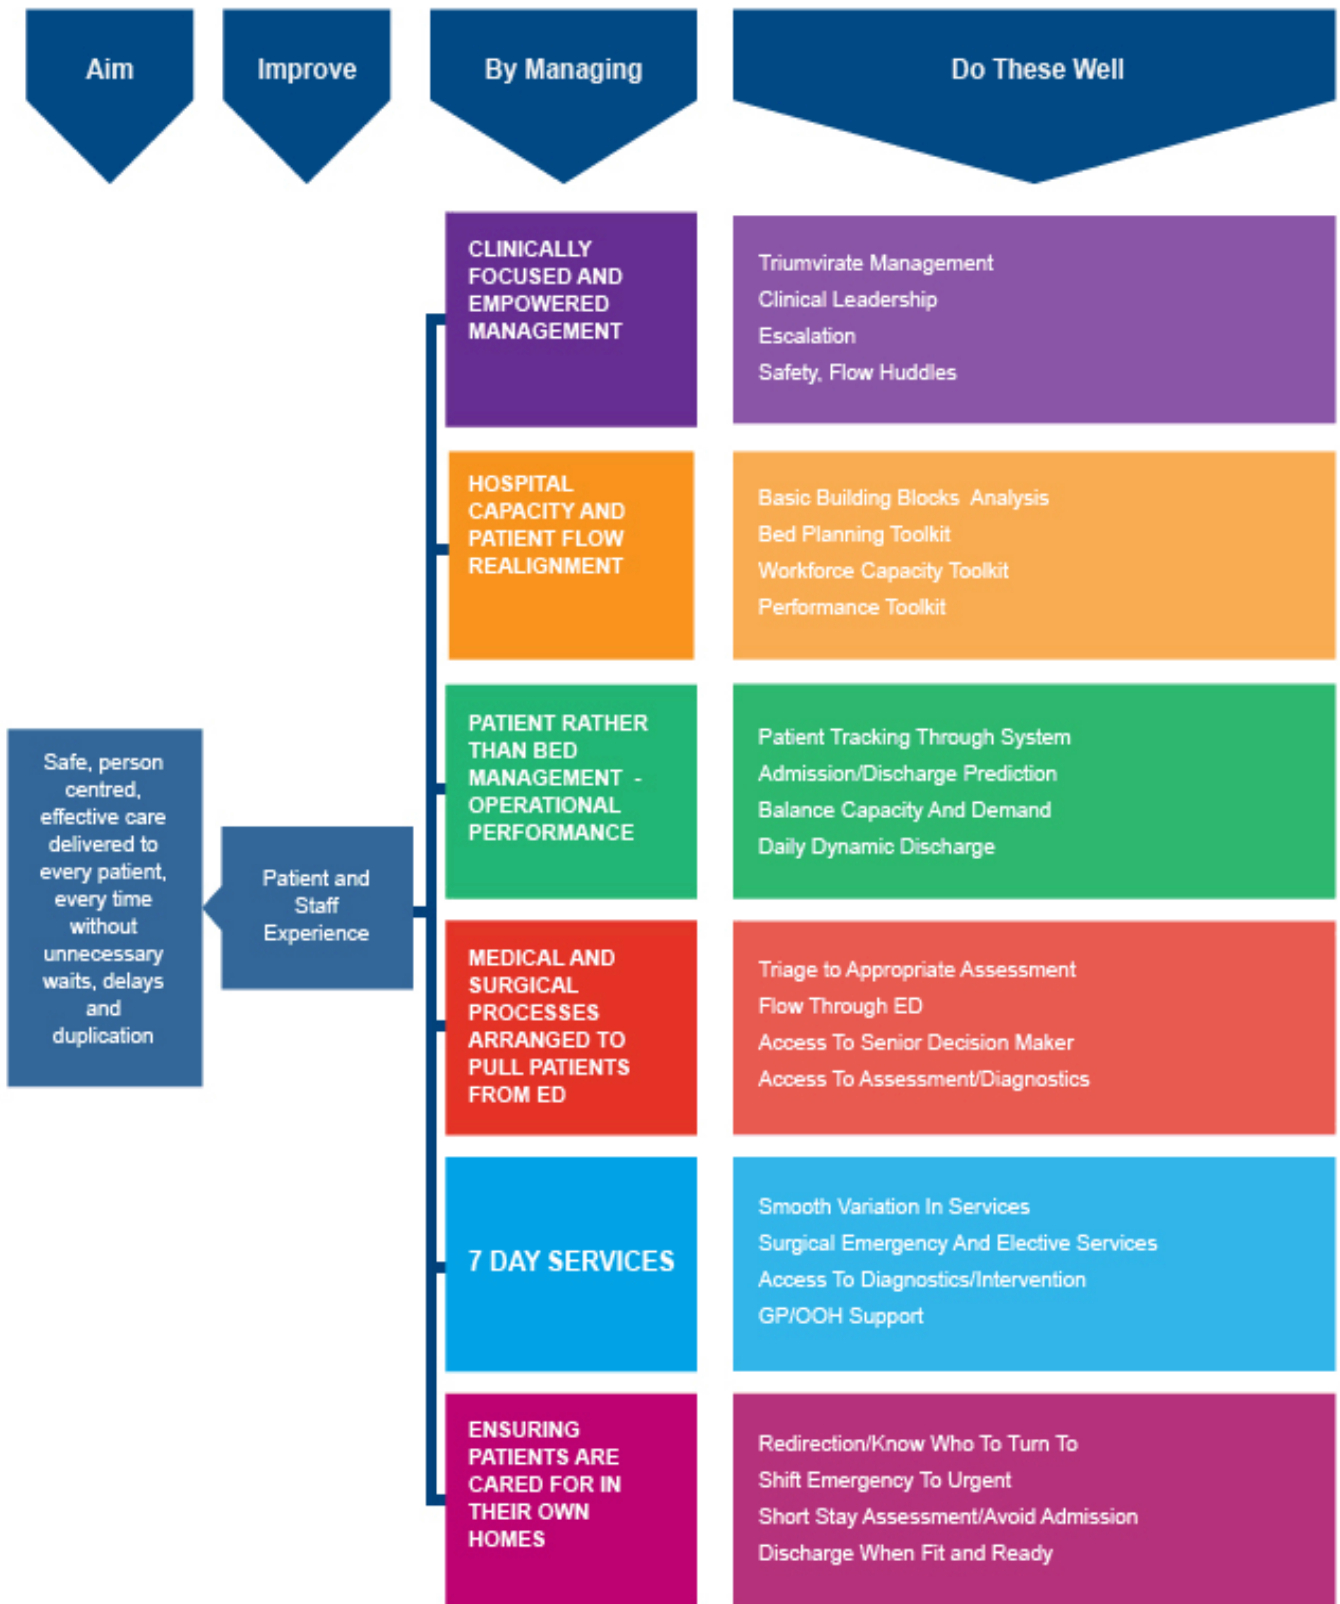 Aim
Improve
By Managing
Do These Well
Safe, person
centred,
effective care
delivered to
every patient,
every time
without
unnecessary
waits, delays
and
duplication
Patient and
Staff
Experience
CLINICALLY
FOCUSED AND
EMPOWERED
MANAGEMENT
Triumvirate Management
Clinical Leadership
Escalation
Safety, Flow Huddles
HOSPITAL
CAPACITY AND
PATIENT FLOW
REALIGNMENT
Basic Building Blocks Analysis
Bed Planning Toolkit
Workforce Capacity Toolkit
Performance Toolkit
PATIENT RATHER
THAN BED
MANAGEMENT -
OPERATIONAL
PERFORMANCE
Patient Tracking Through System
Admission/Discharge Prediction
Balance Capacity And Demand
Daily Dynamic Discharge
MEDICAL AND
SURGICAL
PROCESSES
ARRANGED TO
PULL PATIENTS
FROM ED
Triage to Appropriate Assessment
Flow Through ED
Access To Senior Decision Maker
Access To Assessment/Diagnostics
7 DAY SERVICES
Smooth Variation In Services
Surgical Emergency And Elective Services
Access To Diagnostics/Intervention
GP/OOH Support
ENSURING
PATIENTS ARE
CARED FOR IN
THEIR OWN
HOMES
Redirection/Know Who To Turn To
Shift Emergency To Urgent
Short Stay Assessment/Avoid Admission
Discharge When Fit and Ready